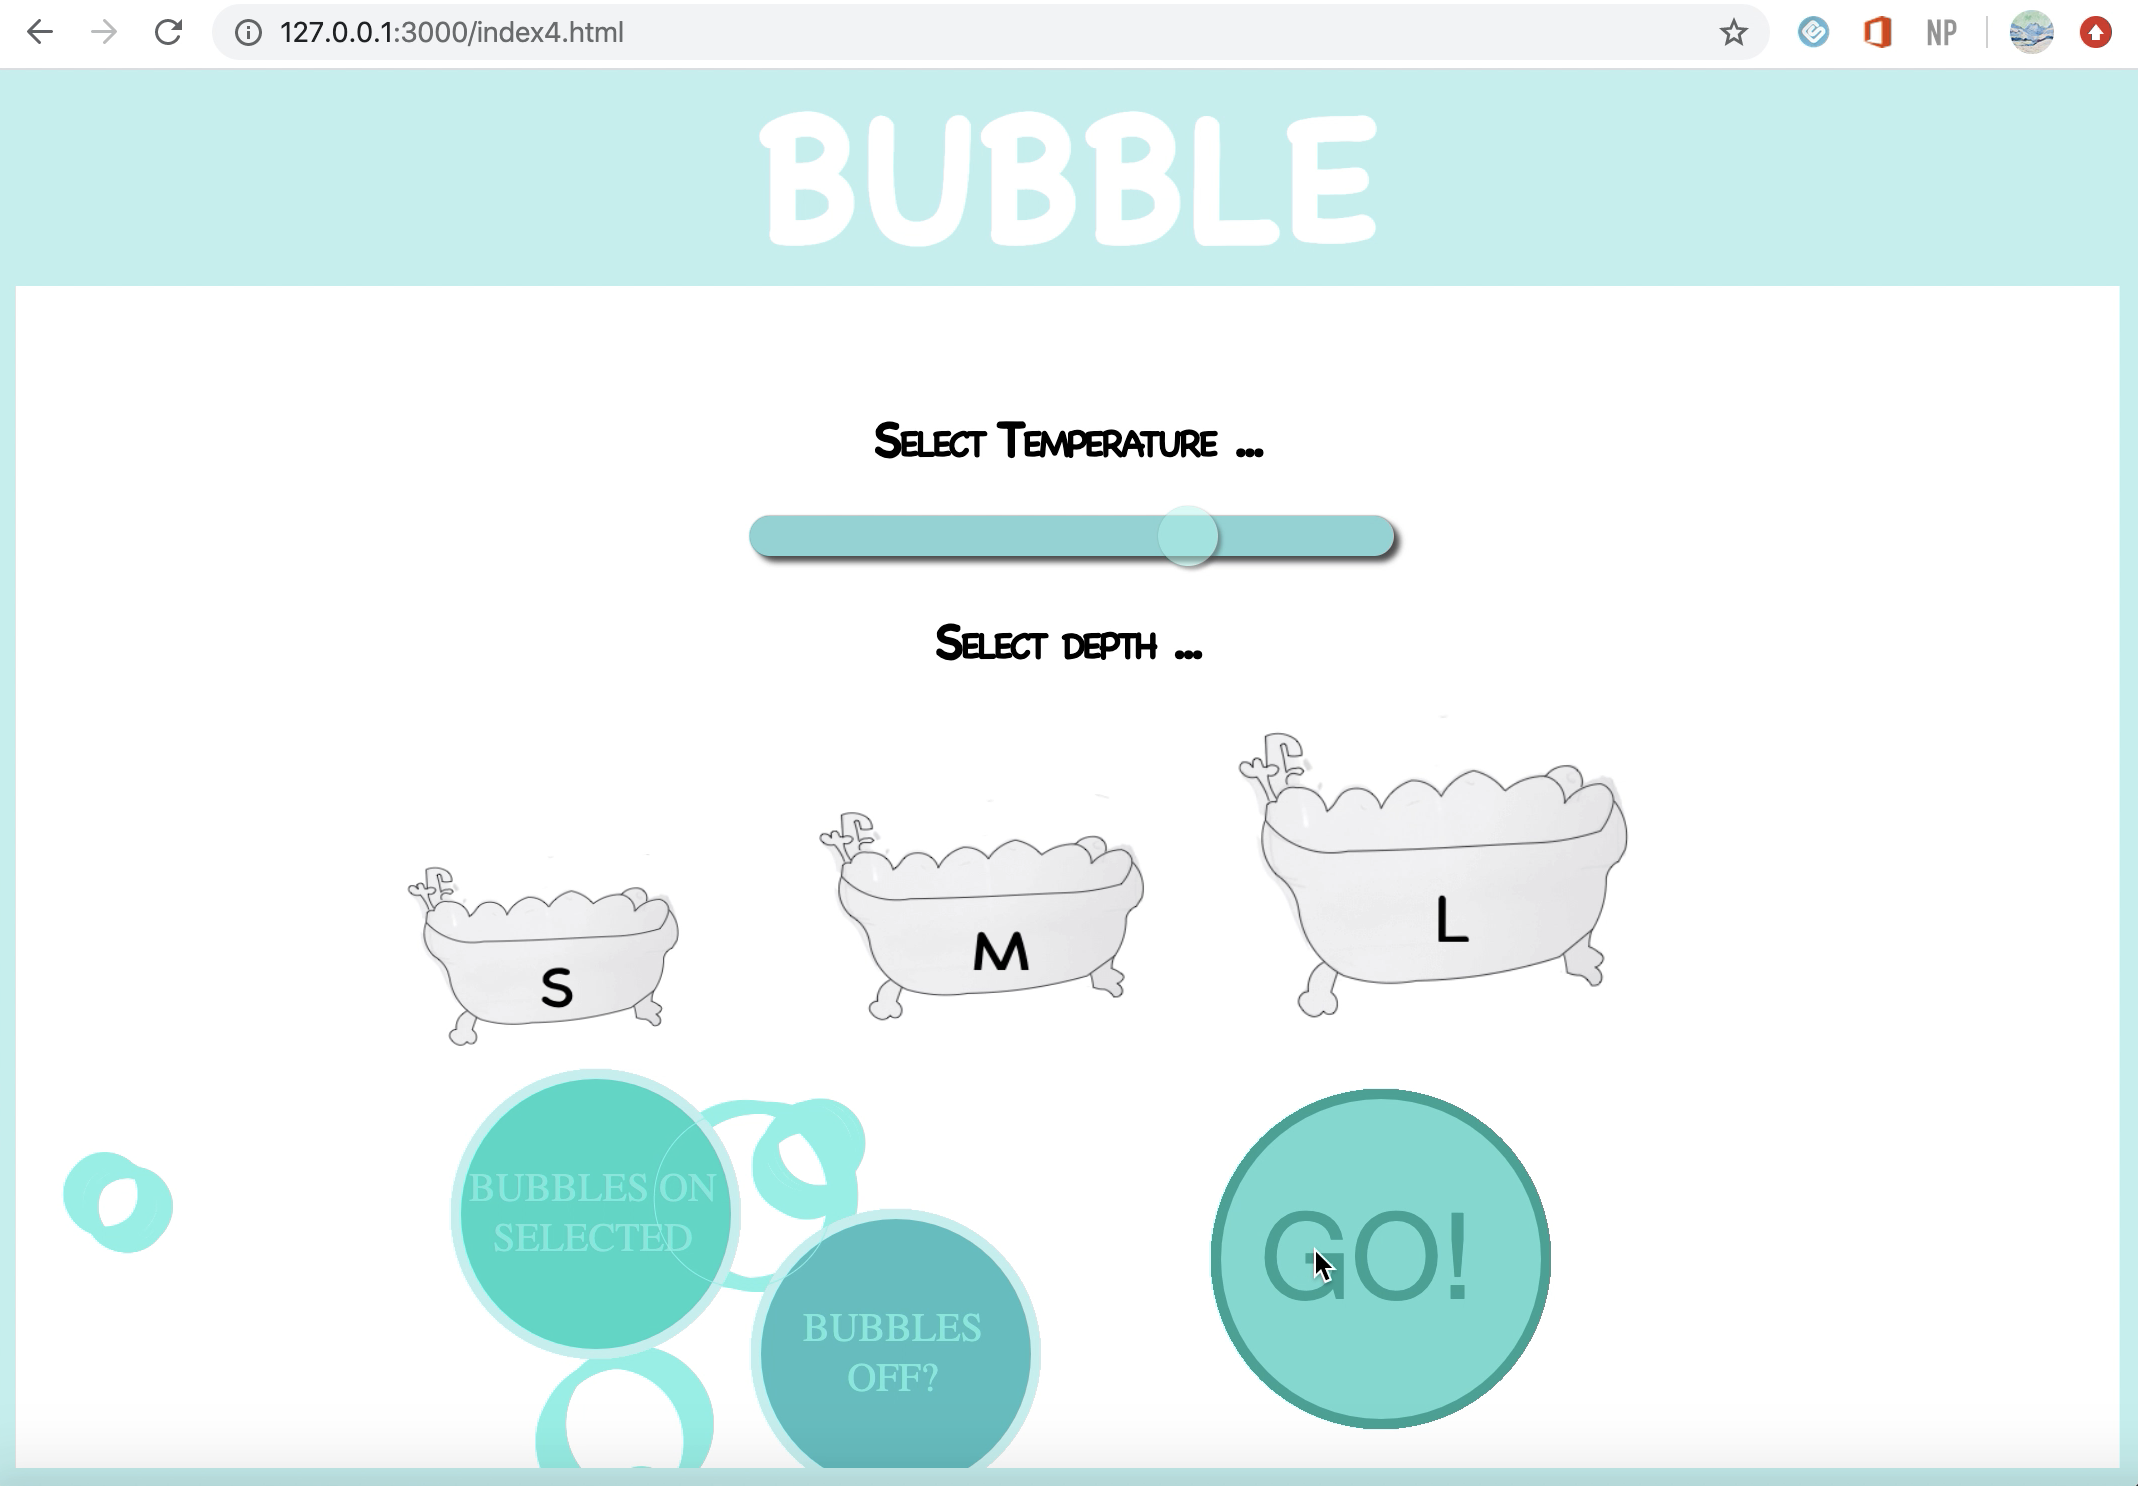 127.0.0.1:3000/index4.html
NP
BUBBLE
Select Temperature ...
Select depth ...
S
M
L
BUBBLES ON
SELECTED
BUBBLES
OFF?
GO!